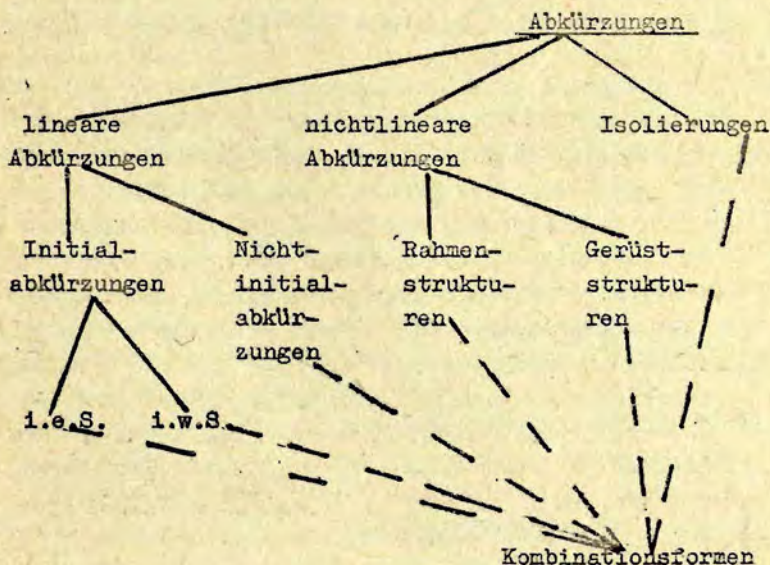 Abkürzungen
lineare
Abkürzungen
nichtlineare
Abkürzungen
Isolierungen
Initial-
abkürzungen
Nicht-
initial-
abkür-
zungen
Rahmen-
struktu-
ren
Gerüst-
struktu-
ren
i.e.S.
i.w.S.
Kombinationsformen